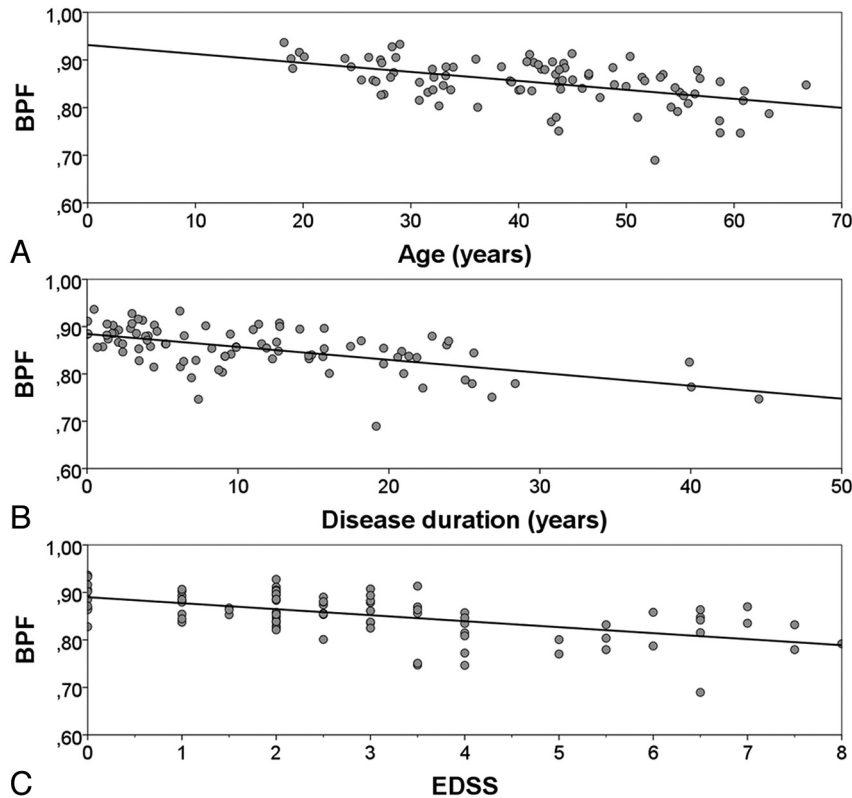 1,00
,90
,80
,70
,60
BPF
0 10 20 30 40 50 60 70
A
Age (years)
1,00
,90
,80
,70
,60
BPF
0 10 20 30 40 50
B
Disease duration (years)
1,00
,90
,80
,70
,60
BPF
0 1 2 3 4 5 6 7 8
C
EDSS